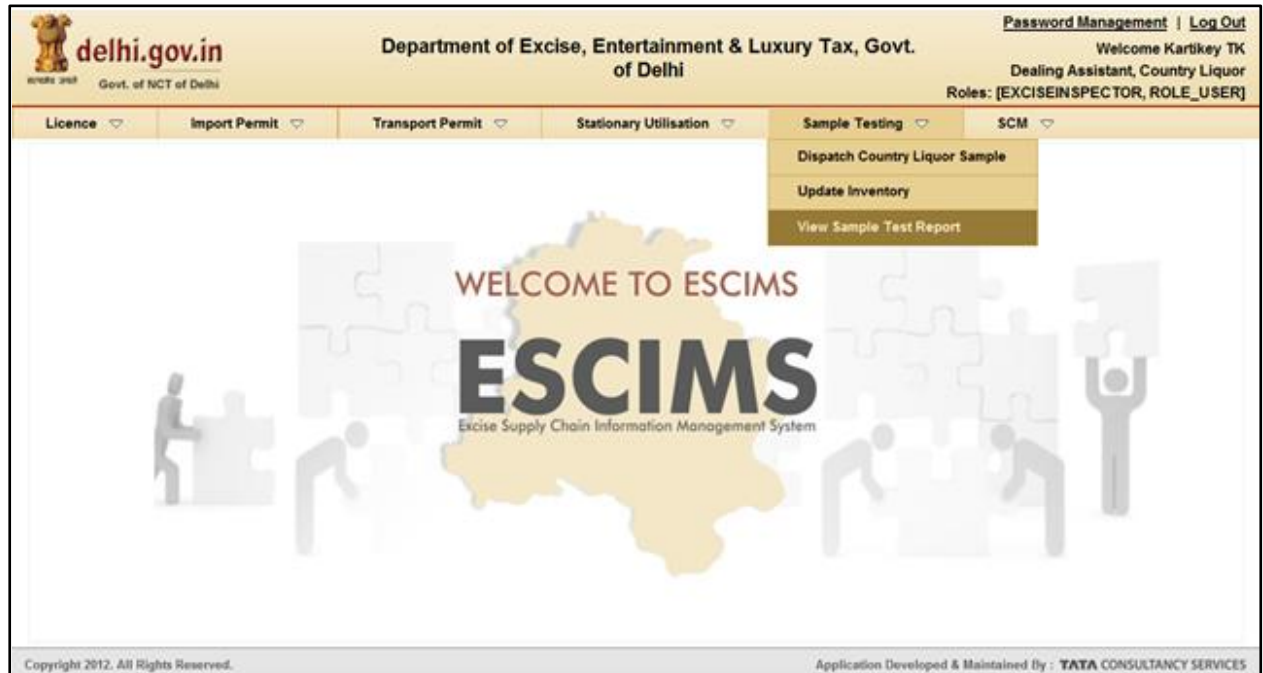 Password Management | Log Out
delhi.gov.in
Govt. of NCT of Delhi
Department of Excise, Entertainment & Luxury Tax, Govt.
of Delhi
Welcome Kartikey TK
Dealing Assistant, Country Liquor
Roles: [EXCISEINSPECTOR, ROLE_USER]
Licence Import Permit Transport Permit Stationary Utilisation Sample Testing SCM
Dispatch Country Liquor Sample
Update Inventory
View Sample Test Report
WELCOME TO ESCIMS
ESCIMS
Excise Supply Chain Information Management System
Copyright 2012. All Rights Reserved.
Application Developed & Maintained By : TATA CONSULTANCY SERVICES